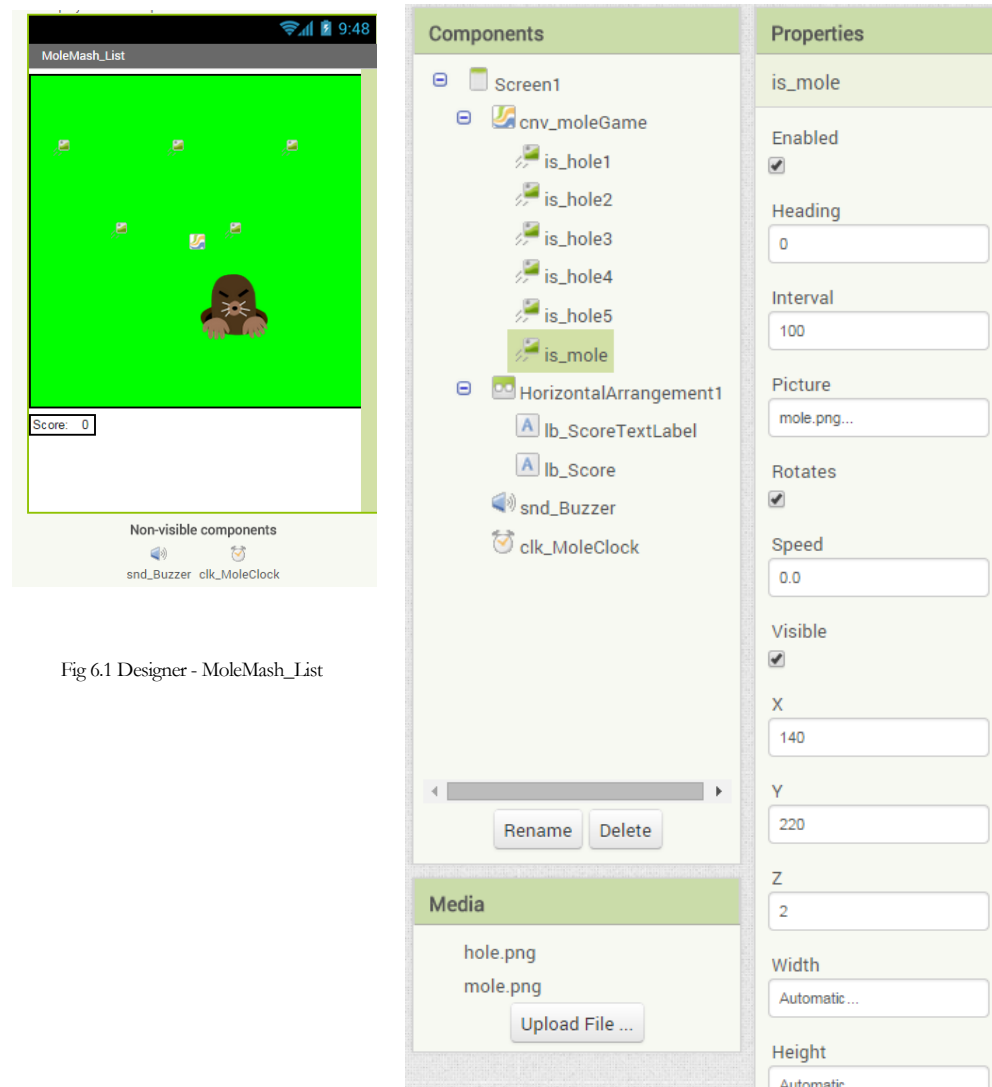 9:48
MoleMash_List
Score: 0
Non-visible components
snd_Buzzer clk_MoleClock
Fig 6.1 Designer - MoleMash_List
Components
Screen1
cnv_moleGame
is_hole1
is_hole2
is_hole3
is_hole4
is_hole5
is_mole
HorizontalArrangement1
A lb_ScoreTextLabel
A lb_Score
snd_Buzzer
clk_MoleClock
Rename Delete
Media
hole.png
mole.png
Upload File ...
Properties
is_mole
Enabled
Heading
0
Interval
100
Picture
mole.png...
Rotates
Speed
0.0
Visible
X
140
Y
220
Z
2
Width
Automatic...
Height
Automatic